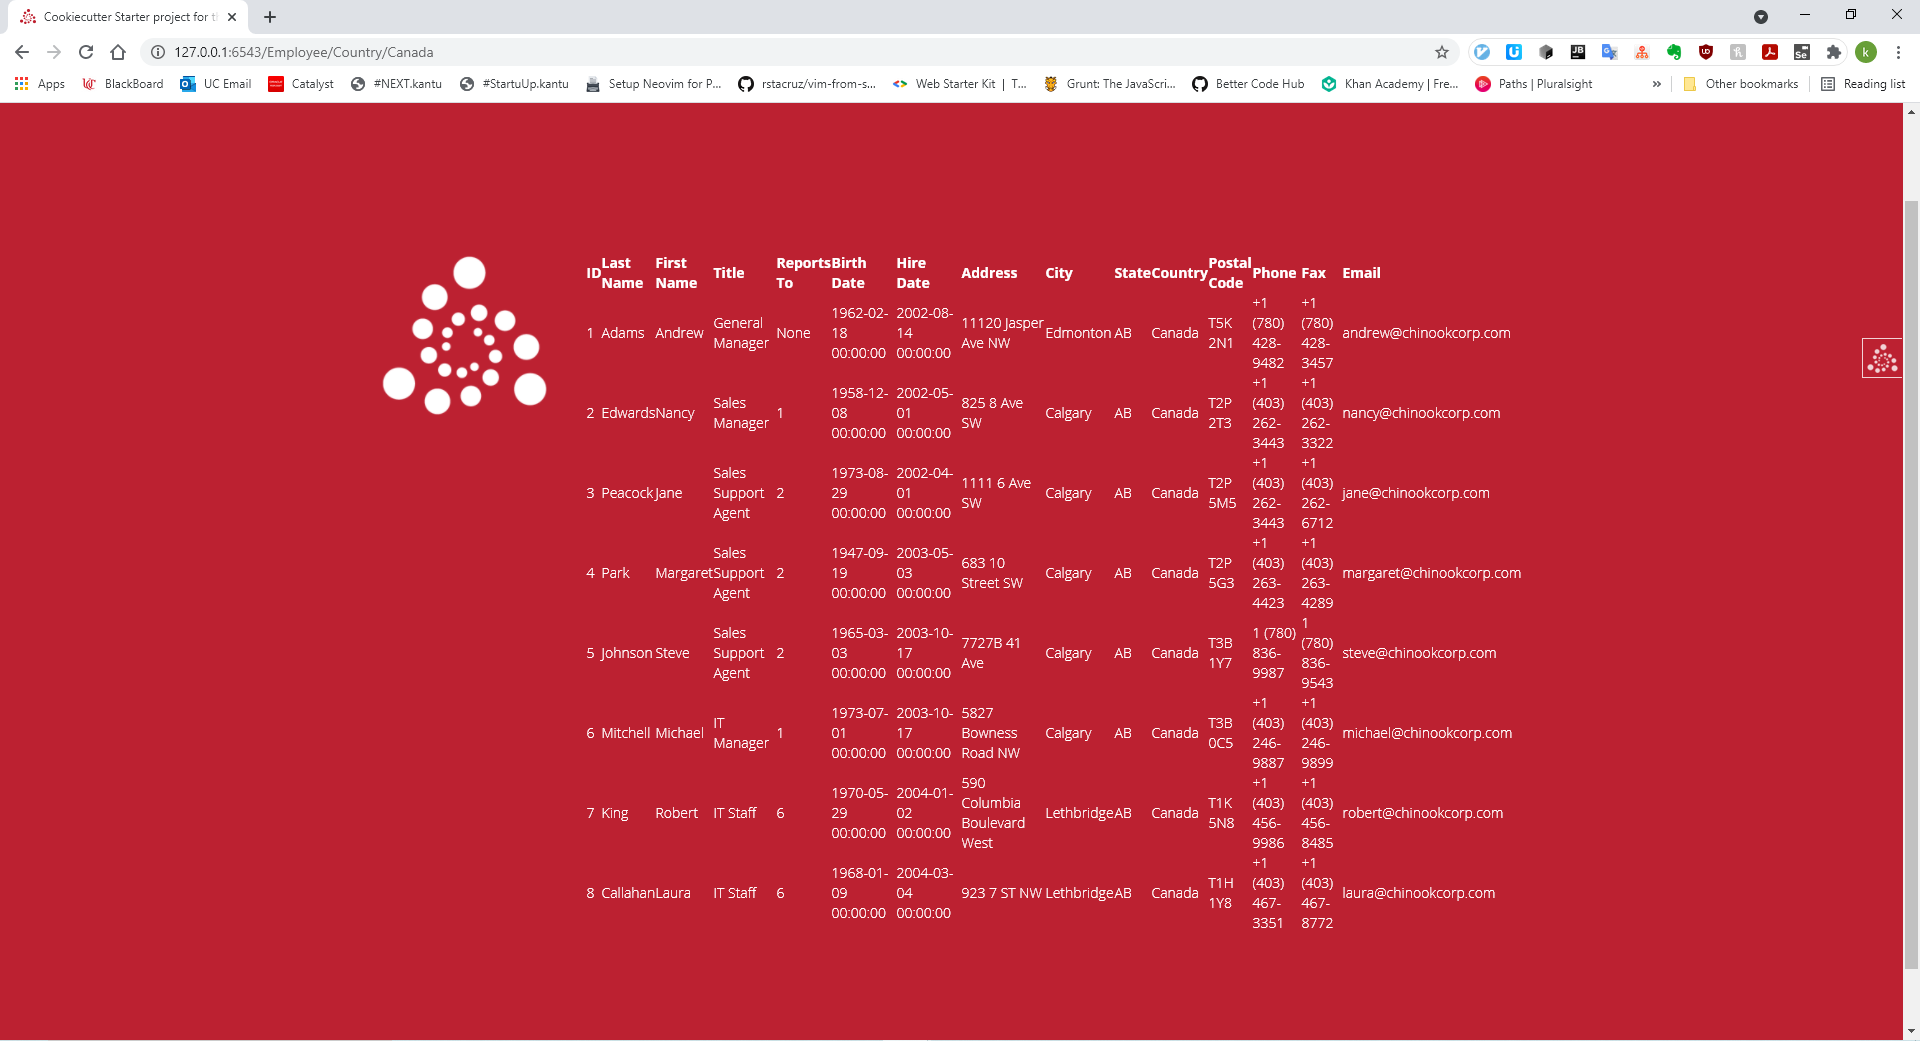 Cookiecutter Starter project for th
127.0.0.1:6543/Employee/Country/Canada
Apps BlackBoard UC Email Catalyst #NEXT.kantu #StartuUp.kantu Setup Neovim for P... rstacruz/vim-from-s... Web Starter Kit | T... Grunt: The JavaScri... Better Code Hub Khan Academy | Fre... Paths | Pluralsight » Other bookmarks Reading list
ID Last Name First Name Title Reports To Birth Date Hire Date Address City State Country Postal Code Phone Fax Email
1 Adams Andrew General Manager None 1962-02-18 00:00:00 2002-08-14 00:00:00 11120 Jasper Ave NW Edmonton AB Canada T5K 2N1 +1 (780) 428-9482 +1 (780) 428-3457 andrew@chinookcorp.com
2 Edwards Nancy Sales Manager 1 1958-12-08 00:00:00 2002-05-01 00:00:00 825 8 Ave SW Calgary AB Canada T2P 2T3 +1 (403) 262-3443 +1 (403) 262-3322 nancy@chinookcorp.com
3 Peacock Jane Sales Support Agent 2 1973-08-29 00:00:00 2002-04-01 00:00:00 1111 6 Ave SW Calgary AB Canada T2P 5M5 +1 (403) 262-3443 +1 (403) 262-6712 jane@chinookcorp.com
4 Park Margaret Sales Support Agent 2 1947-09-19 00:00:00 2003-05-03 00:00:00 683 10 Street SW Calgary AB Canada T2P 5G3 +1 (403) 263-4423 +1 (403) 263-4289 margaret@chinookcorp.com
5 Johnson Steve Sales Support Agent 2 1965-03-03 00:00:00 2003-10-17 00:00:00 7727B 41 Ave Calgary AB Canada T3B 1Y7 1 (780) 836-9987 1 (780) 836-9543 steve@chinookcorp.com
6 Mitchell Michael IT Manager 1 1973-07-01 00:00:00 2003-10-17 00:00:00 5827 Bowness Road NW Calgary AB Canada T3B 0C5 +1 (403) 246-9887 +1 (403) 246-9899 michael@chinookcorp.com
7 King Robert IT Staff 6 1970-05-29 00:00:00 2004-01-02 00:00:00 590 Columbia Boulevard West Lethbridge AB Canada T1K 5N8 +1 (403) 456-9986 +1 (403) 456-8485 robert@chinookcorp.com
8 Callahan Laura IT Staff 6 1968-01-09 00:00:00 2004-03-04 00:00:00 923 7 ST NW Lethbridge AB Canada T1H 1Y8 +1 (403) 467-3351 +1 (403) 467-8772 laura@chinookcorp.com